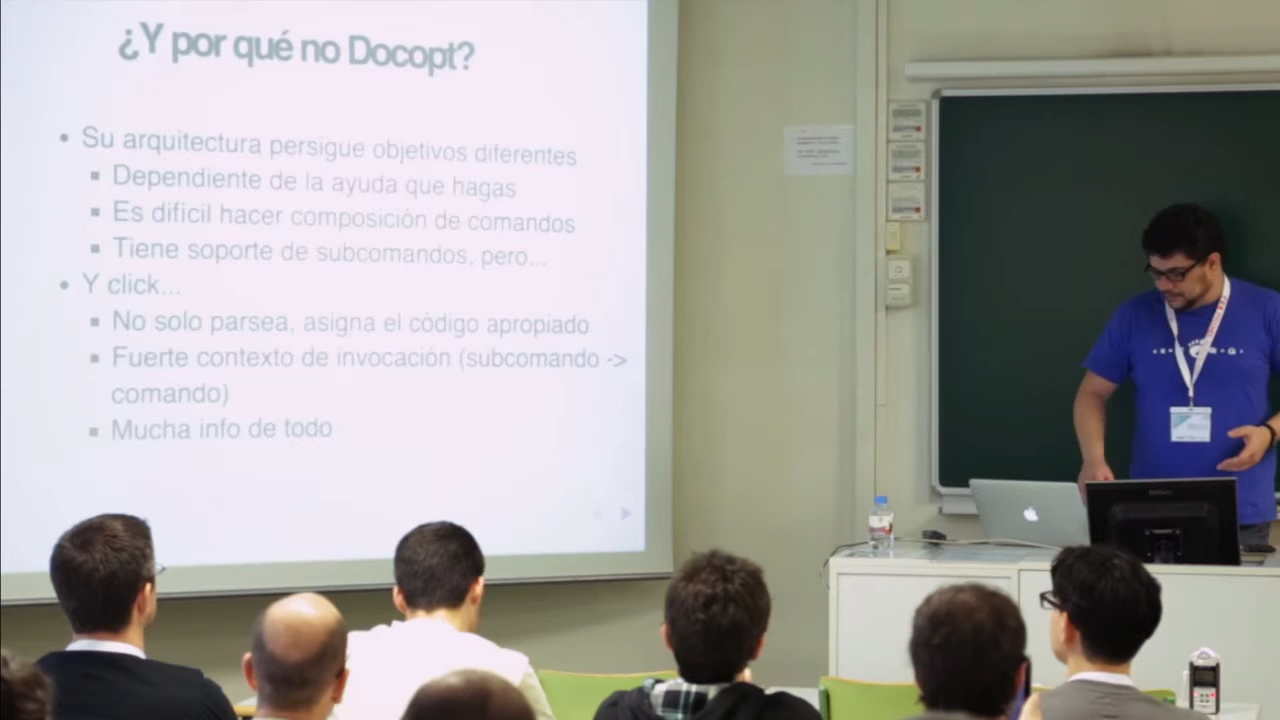 ¿Y por qué no Docopt?
• Su arquitectura persigue objetivos diferentes
▪ Dependiente de la ayuda que hagas
▪ Es difícil hacer composición de comandos
▪ Tiene soporte de subcomandos, pero...
• Y click...
▪ No solo parsea, asigna el código apropiado
▪ Fuerte contexto de invocación (subcomando ->
comando)
▪ Mucha info de todo